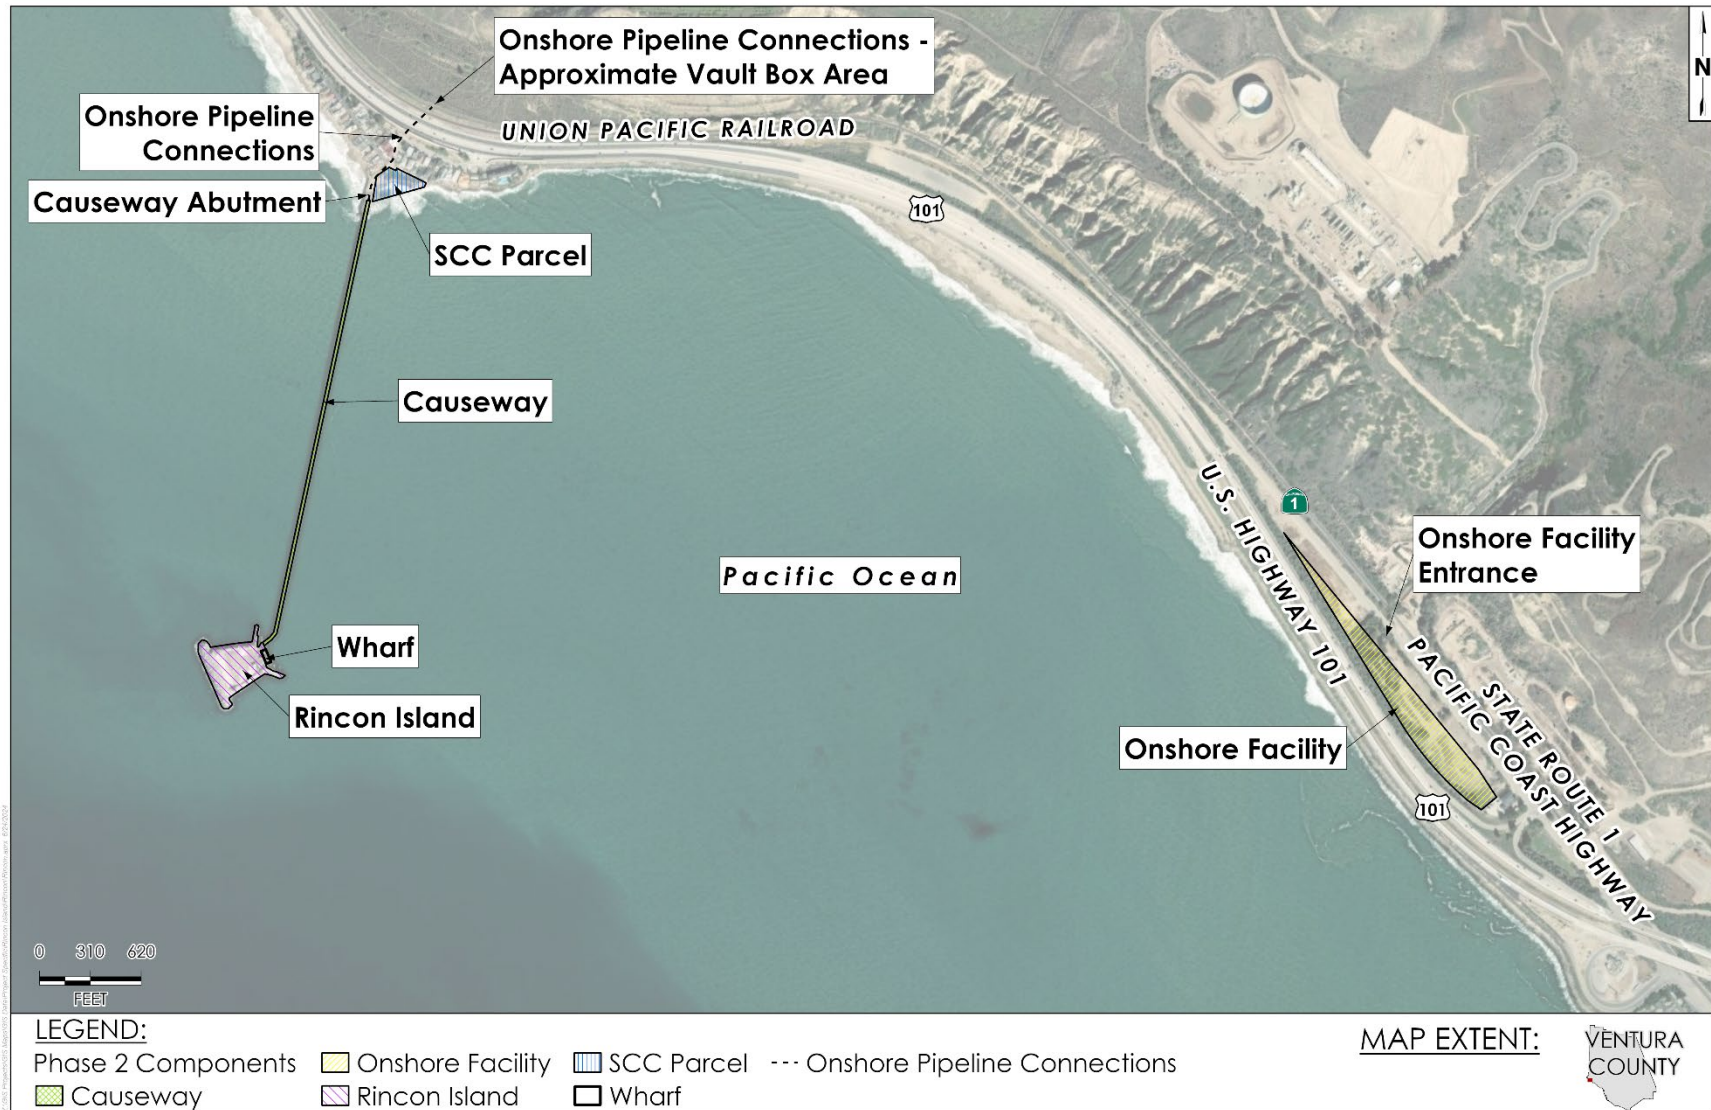 Onshore Pipeline Connections -
Approximate Vault Box Area
N
Onshore Pipeline
Connections
UNION PACIFIC RAILROAD
Causeway Abutment
101
SCC Parcel
Causeway
1
U.S. HIGHWAY 101
Onshore Facility
Entrance
Pacific Ocean
Wharf
Rincon Island
STATE ROUTE 1
PACIFIC COAST HIGHWAY
Onshore Facility
101
0 310 620
FEET
LEGEND:
Phase 2 Components
Onshore Facility
SCC Parcel
--- Onshore Pipeline Connections
Causeway
Rincon Island
Wharf
MAP EXTENT:
VENTURA
COUNTY